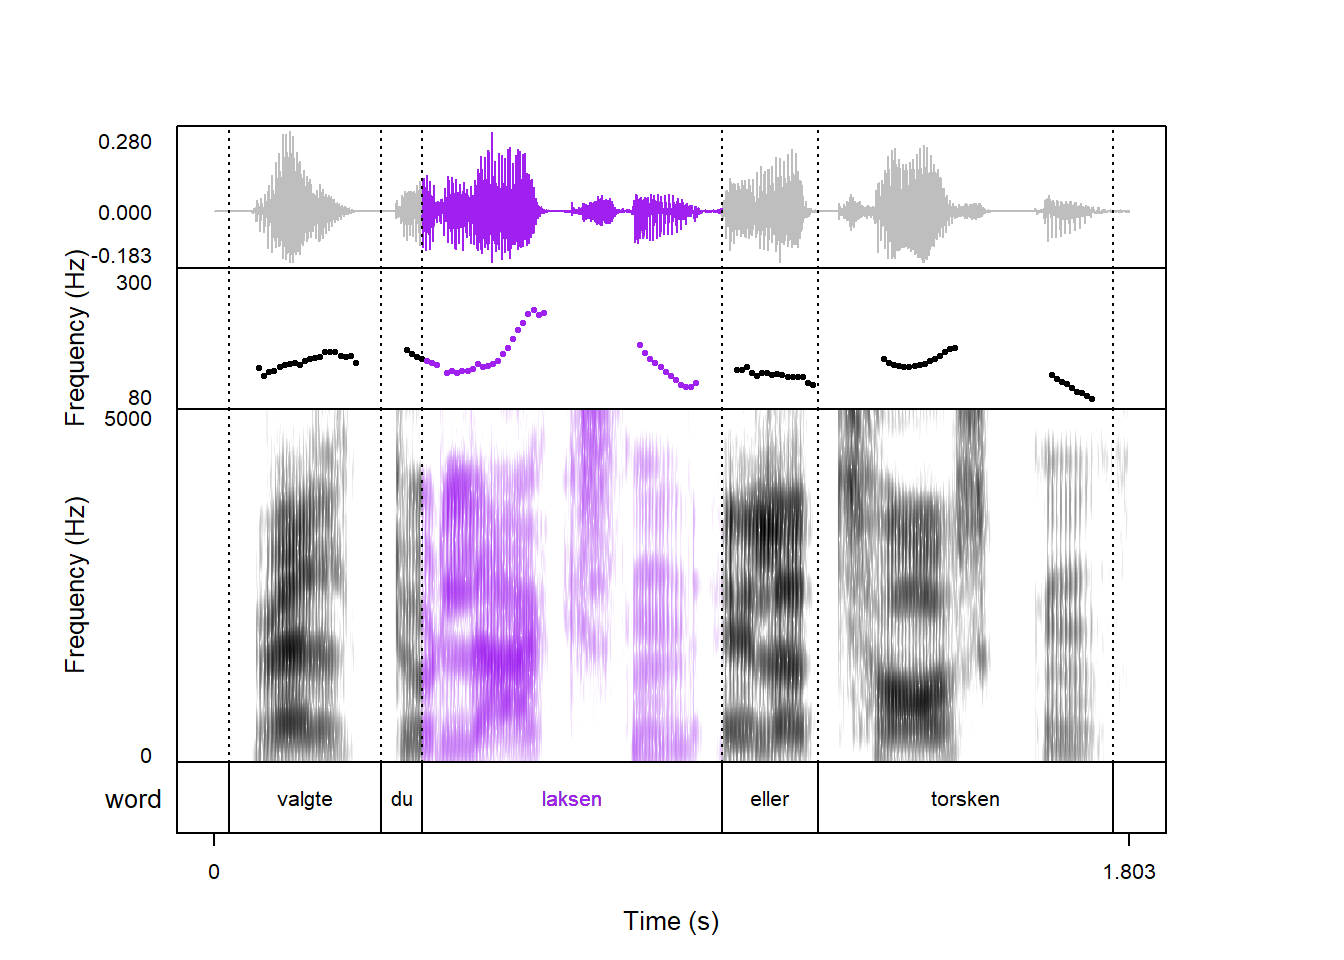 0.280
0.000
-0.183
Frequency (Hz)
300
80
Frequency (Hz)
5000
0
word
valgte
du
laksen
eller
torsken
0
1.803
Time (s)